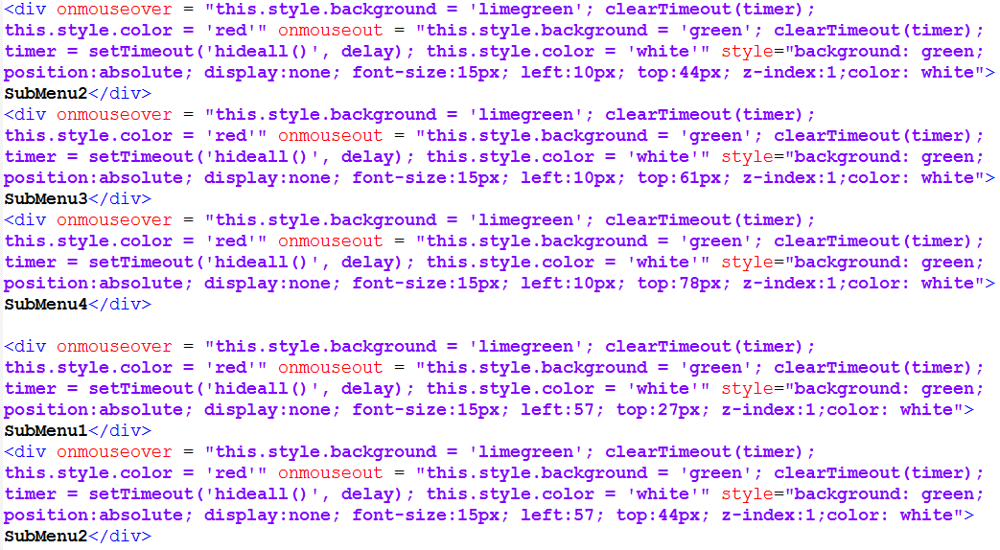 <div onmouseover = "this.style.background = 'limegreen'; clearTimeout(timer);
this.style.color = 'red'" onmouseout = "this.style.background = 'green'; clearTimeout(timer);
timer = setTimeout('hideall()', delay); this.style.color = 'white'" style="background: green;
position:absolute; display:none; font-size:15px; left:10px; top:44px; z-index:1;color: white">
SubMenu2</div>
<div onmouseover = "this.style.background = 'limegreen'; clearTimeout(timer);
this.style.color = 'red'" onmouseout = "this.style.background = 'green'; clearTimeout(timer);
timer = setTimeout('hideall()', delay); this.style.color = 'white'" style="background: green;
position:absolute; display:none; font-size:15px; left:10px; top:61px; z-index:1;color: white">
SubMenu3</div>
<div onmouseover = "this.style.background = 'limegreen'; clearTimeout(timer);
this.style.color = 'red'" onmouseout = "this.style.background = 'green'; clearTimeout(timer);
timer = setTimeout('hideall()', delay); this.style.color = 'white'" style="background: green;
position:absolute; display:none; font-size:15px; left:10px; top:78px; z-index:1;color: white">
SubMenu4</div>

<div onmouseover = "this.style.background = 'limegreen'; clearTimeout(timer);
this.style.color = 'red'" onmouseout = "this.style.background = 'green'; clearTimeout(timer);
timer = setTimeout('hideall()', delay); this.style.color = 'white'" style="background: green;
position:absolute; display:none; font-size:15px; left:57; top:27px; z-index:1;color: white">
SubMenu1</div>
<div onmouseover = "this.style.background = 'limegreen'; clearTimeout(timer);
this.style.color = 'red'" onmouseout = "this.style.background = 'green'; clearTimeout(timer);
timer = setTimeout('hideall()', delay); this.style.color = 'white'" style="background: green;
position:absolute; display:none; font-size:15px; left:57; top:44px; z-index:1;color: white">
SubMenu2</div>